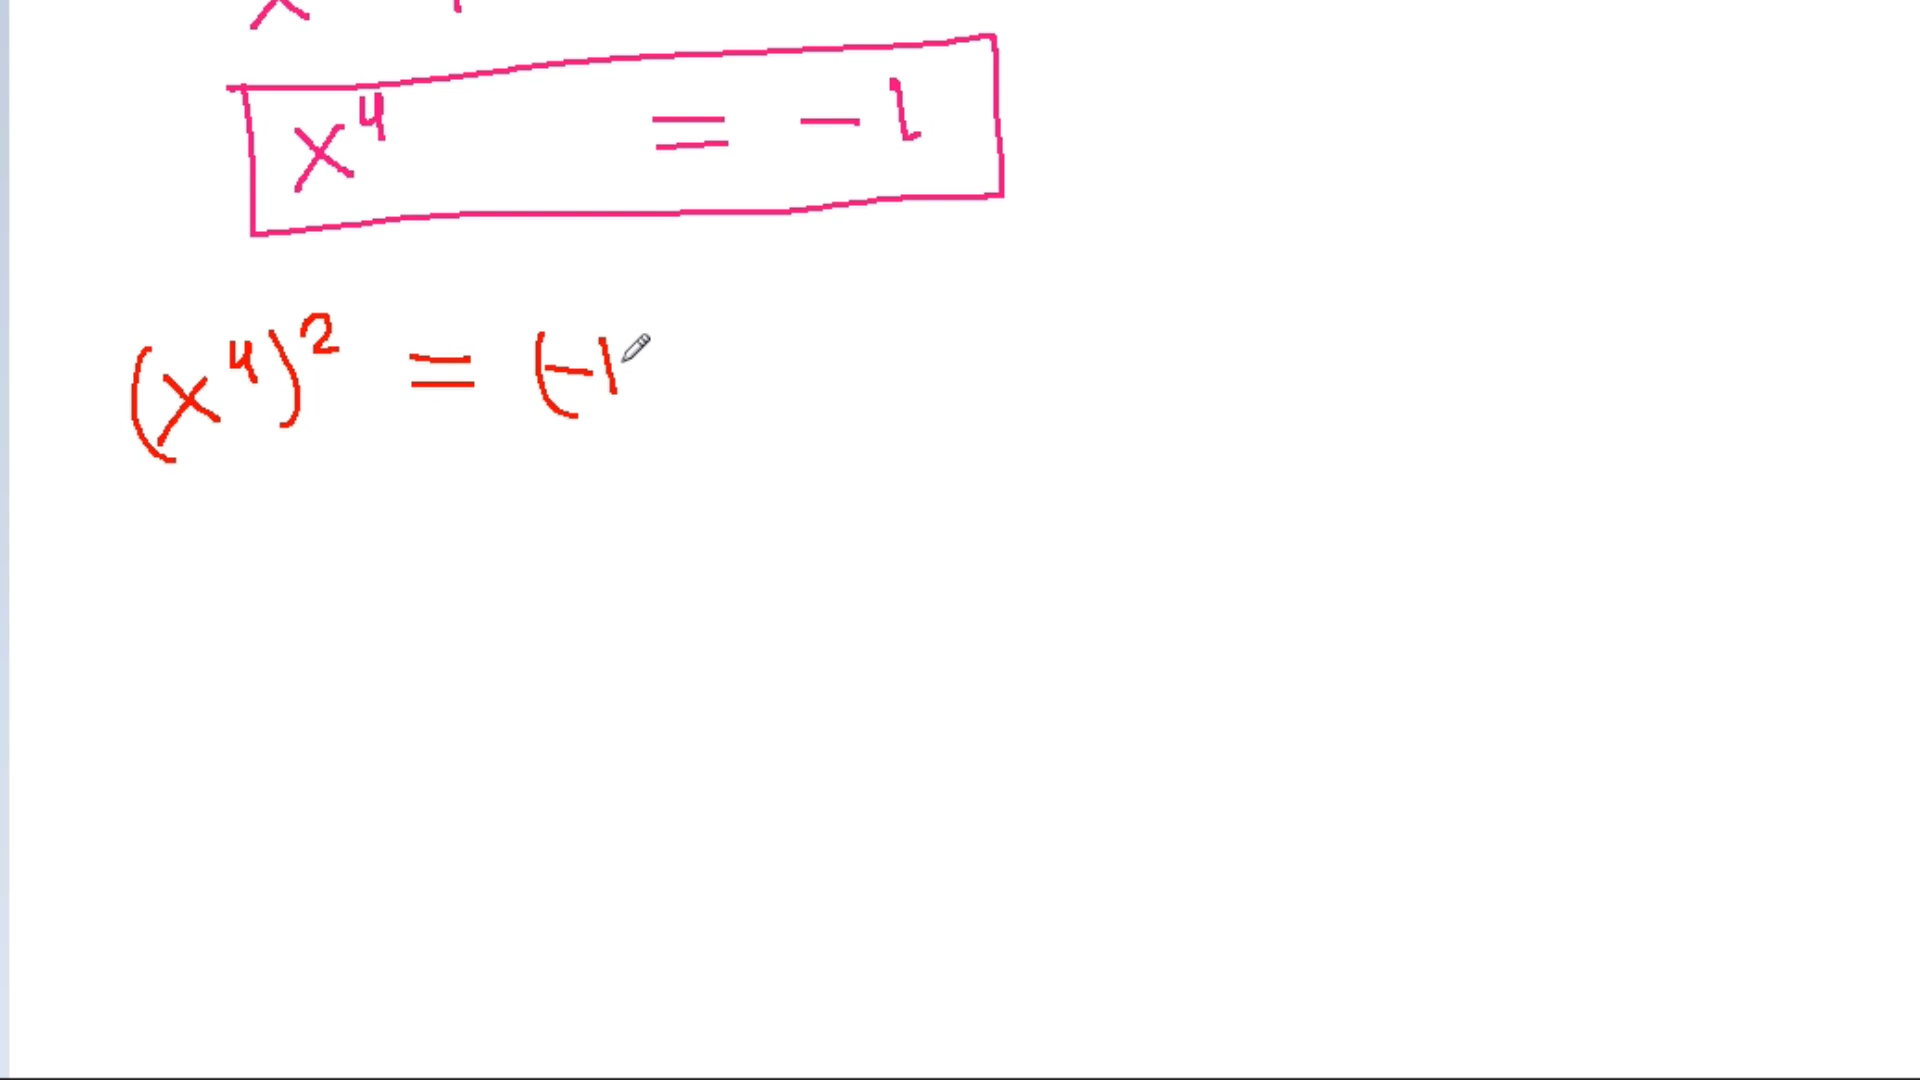 x⁴ = -1
(x⁴)² = (-1